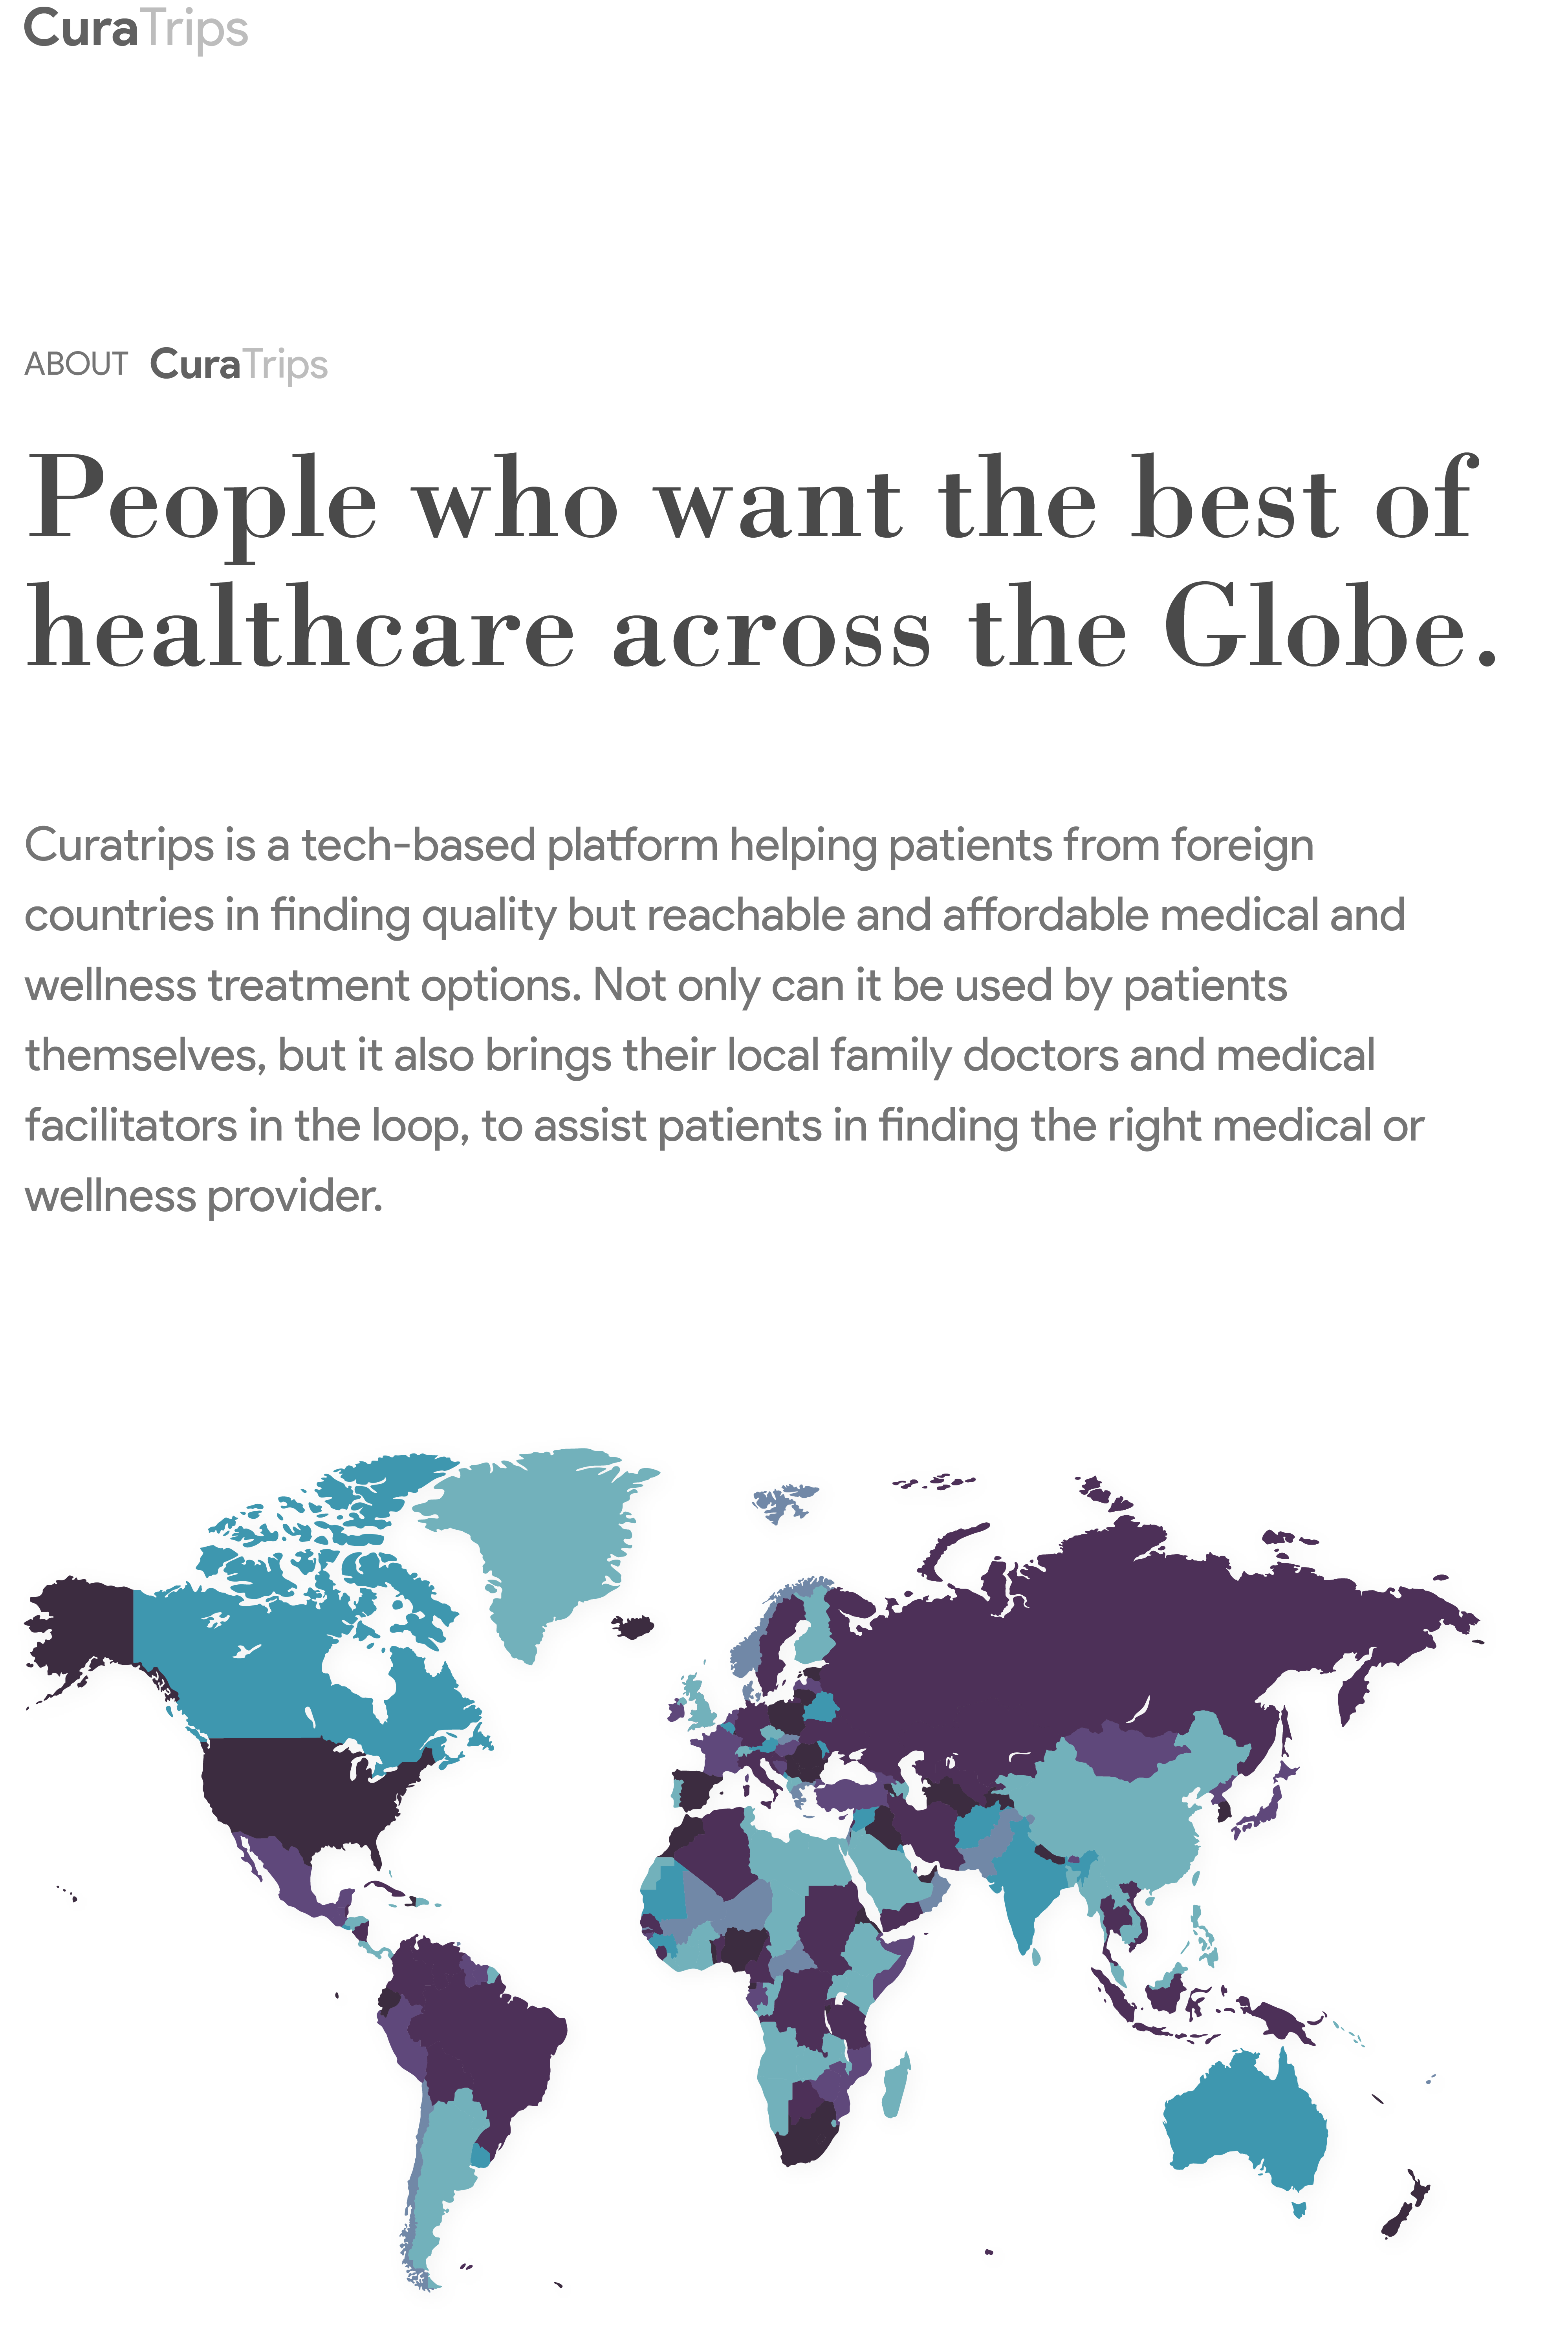 CuraTrips
ABOUT CuraTrips
People who want the best of
healthcare across the Globe.
Curatrips is a tech-based platform helping patients from foreign
countries in finding quality but reachable and affordable medical and
wellness treatment options. Not only can it be used by patients
themselves, but it also brings their local family doctors and medical
facilitators in the loop, to assist patients in finding the right medical or
wellness provider.